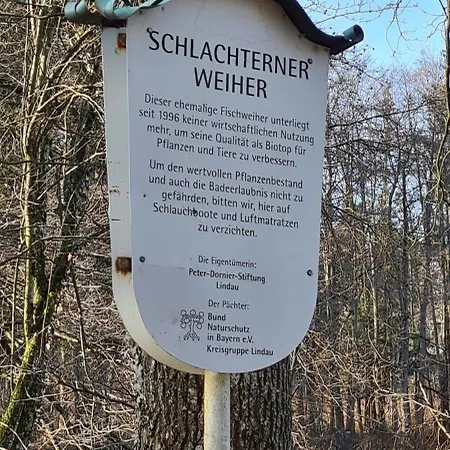 SCHLACHTERNER
WEIHER
Dieser ehemalige Fischweiher unterliegt
seit 1996 keiner wirtschaftlichen Nutzung
mehr, um seine Qualität als Biotop für
Pflanzen und Tiere zu verbessern.
Um den wertvollen Pflanzenbestand
und auch die Badeerlaubnis nicht zu
gefährden, bitten wir, hier auf
Schlauchboote und Luftmatratzen
zu verzichten.
Die Eigentümerin:
Peter-Dornier-Stiftung
Lindau
Der Pächter:
Bund
Naturschutz
in Bayern e.V.
Kreisgruppe Lindau